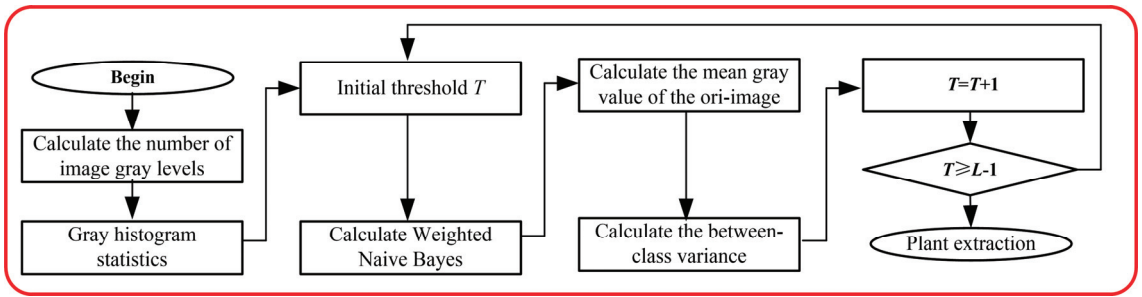 Begin
Calculate the number of
image gray levels
Gray histogram
statistics
Initial threshold T
Calculate Weighted
Naive Bayes
Calculate the mean gray
value of the ori-image
Calculate the between-
class variance
T=T+1
T⩾L-1
Plant extraction